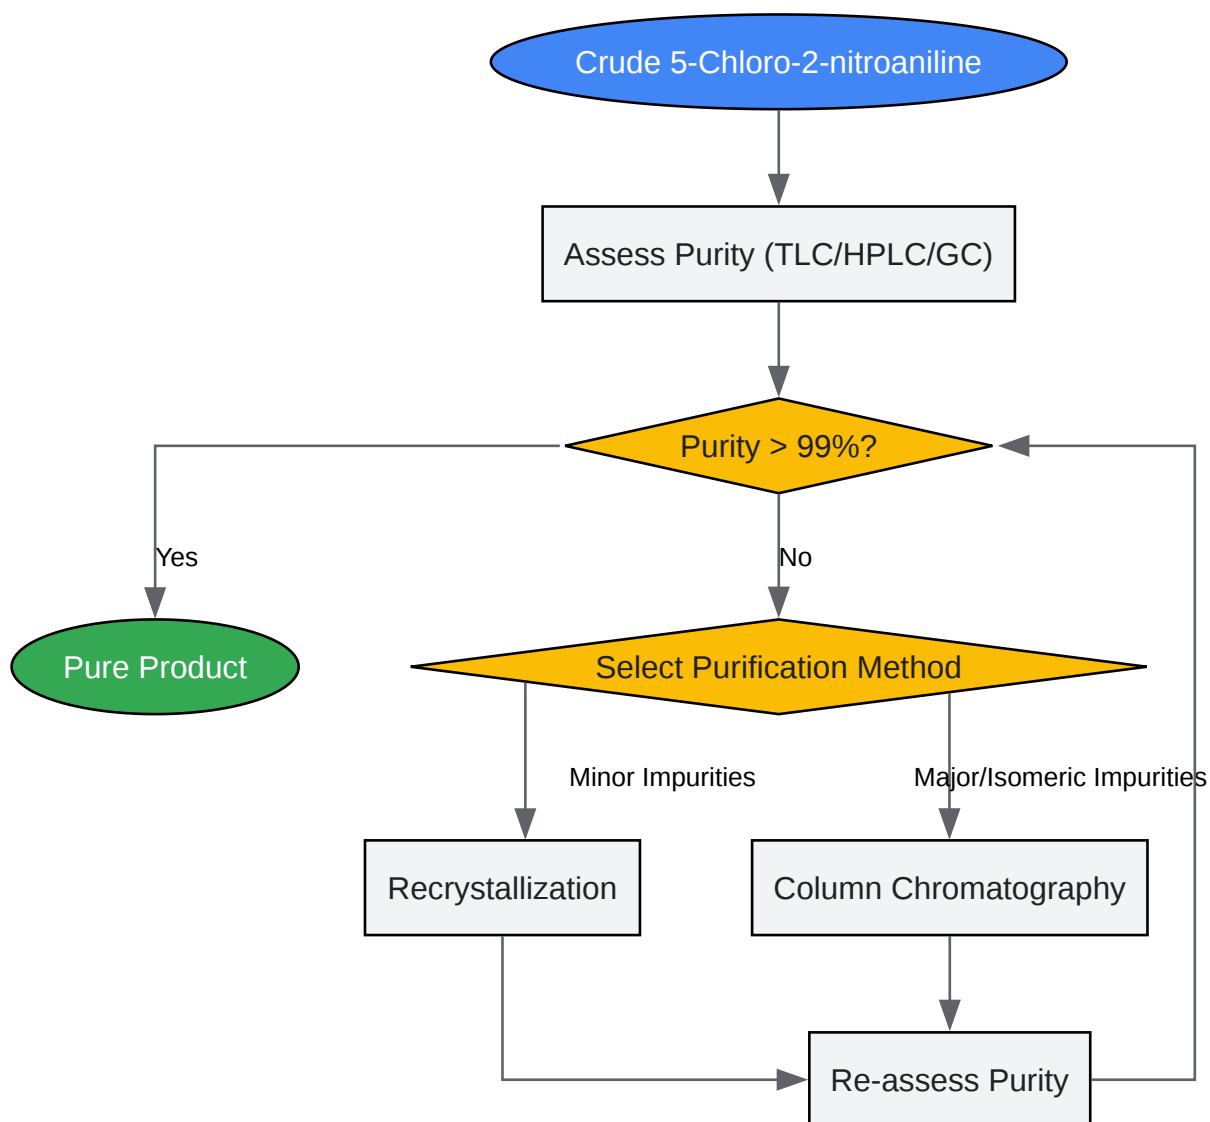 Crude 5-Chloro-2-nitroaniline
Assess Purity (TLC/HPLC/GC)
Purity > 99%?
Yes
No
Pure Product
Select Purification Method
Minor Impurities
Major/Isomeric Impurities
Recrystallization
Column Chromatography
Re-assess Purity